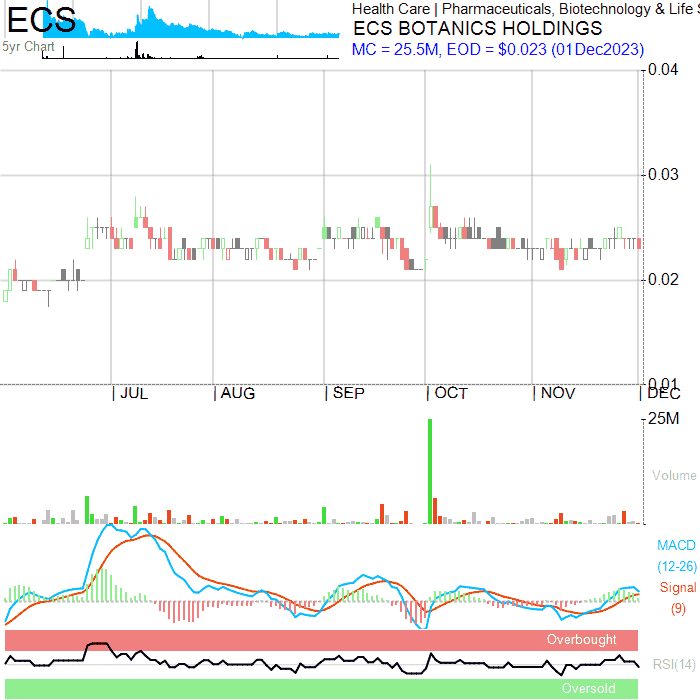 ECS
5yr Chart
Health Care | Pharmaceuticals, Biotechnology & Life S
ECS BOTANICS HOLDINGS
MC = 25.5M, EOD = $0.023 (01Dec2023)
0.04
0.03
0.02
0.01
JUL AUG SEP OCT NOV DEC
25M
Volume
MACD
(12-26)
Signal
(9)
Overbought
RSI(14)
Oversold